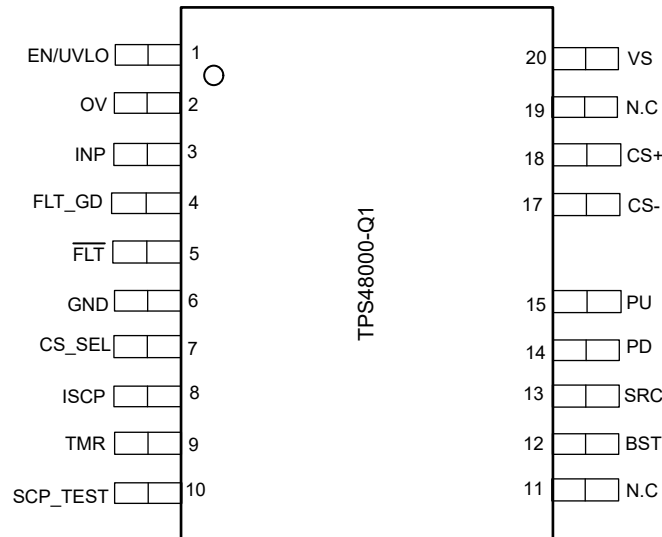 EN/UVLO 1
OV 2
INP 3
FLT_GD 4
FLT 5
GND 6
CS_SEL 7
ISCP 8
TMR 9
SCP_TEST 10
TPS48000-Q1
20 VS
19 N.C
18 CS+
17 CS-
15 PU
14 PD
13 SRC
12 BST
11 N.C